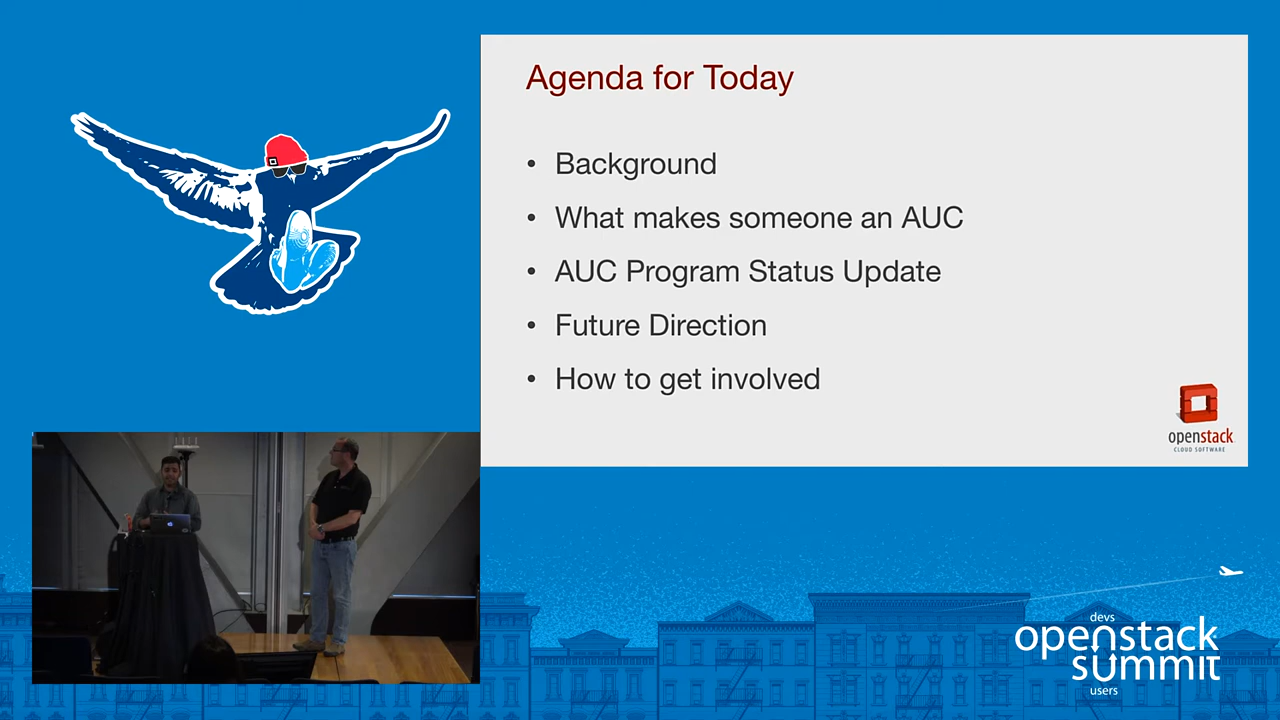 Agenda for Today
• Background
• What makes someone an AUC
• AUC Program Status Update
• Future Direction
• How to get involved
openstack
CLOUD SOFTWARE
devs
openstack
summit
users